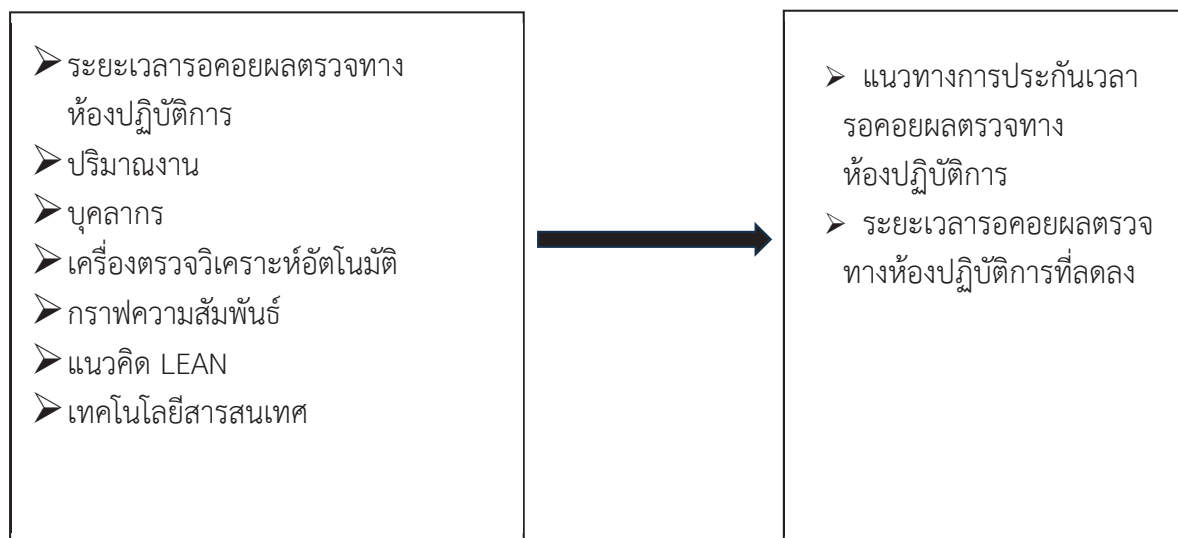 ➢ ระยะเวลารอคอยผลตรวจทาง
ห้องปฏิบัติการ
➢ ปริมาณงาน
➢ บุคลากร
➢ เครื่องตรวจวิเคราะห์อัตโนมัติ
➢ กราฟความสัมพันธ์
➢ แนวคิด LEAN
➢ เทคโนโลยีสารสนเทศ
➢ แนวทางการประกันเวลา
รอคอยผลตรวจทาง
ห้องปฏิบัติการ
➢ ระยะเวลารอคอยผลตรวจ
ทางห้องปฏิบัติการที่ลดลง